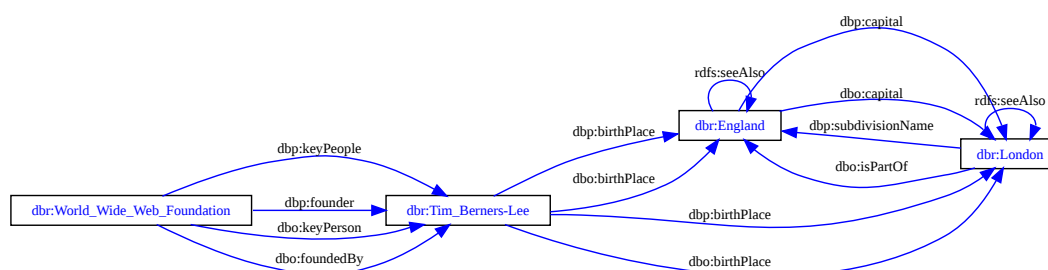 dbp:capital
rdfs:seeAlso
dbo:capital
rdfs:seeAlso
dbr:England
dbp:subdivisionName
dbp:birthPlace
dbr:London
dbp:keyPeople
dbo:isPartOf
dbo:birthPlace
dbp:founder
dbr:World_Wide_Web_Foundation
dbr:Tim_Berners-Lee
dbp:birthPlace
dbo:keyPerson
dbo:foundedBy
dbo:birthPlace